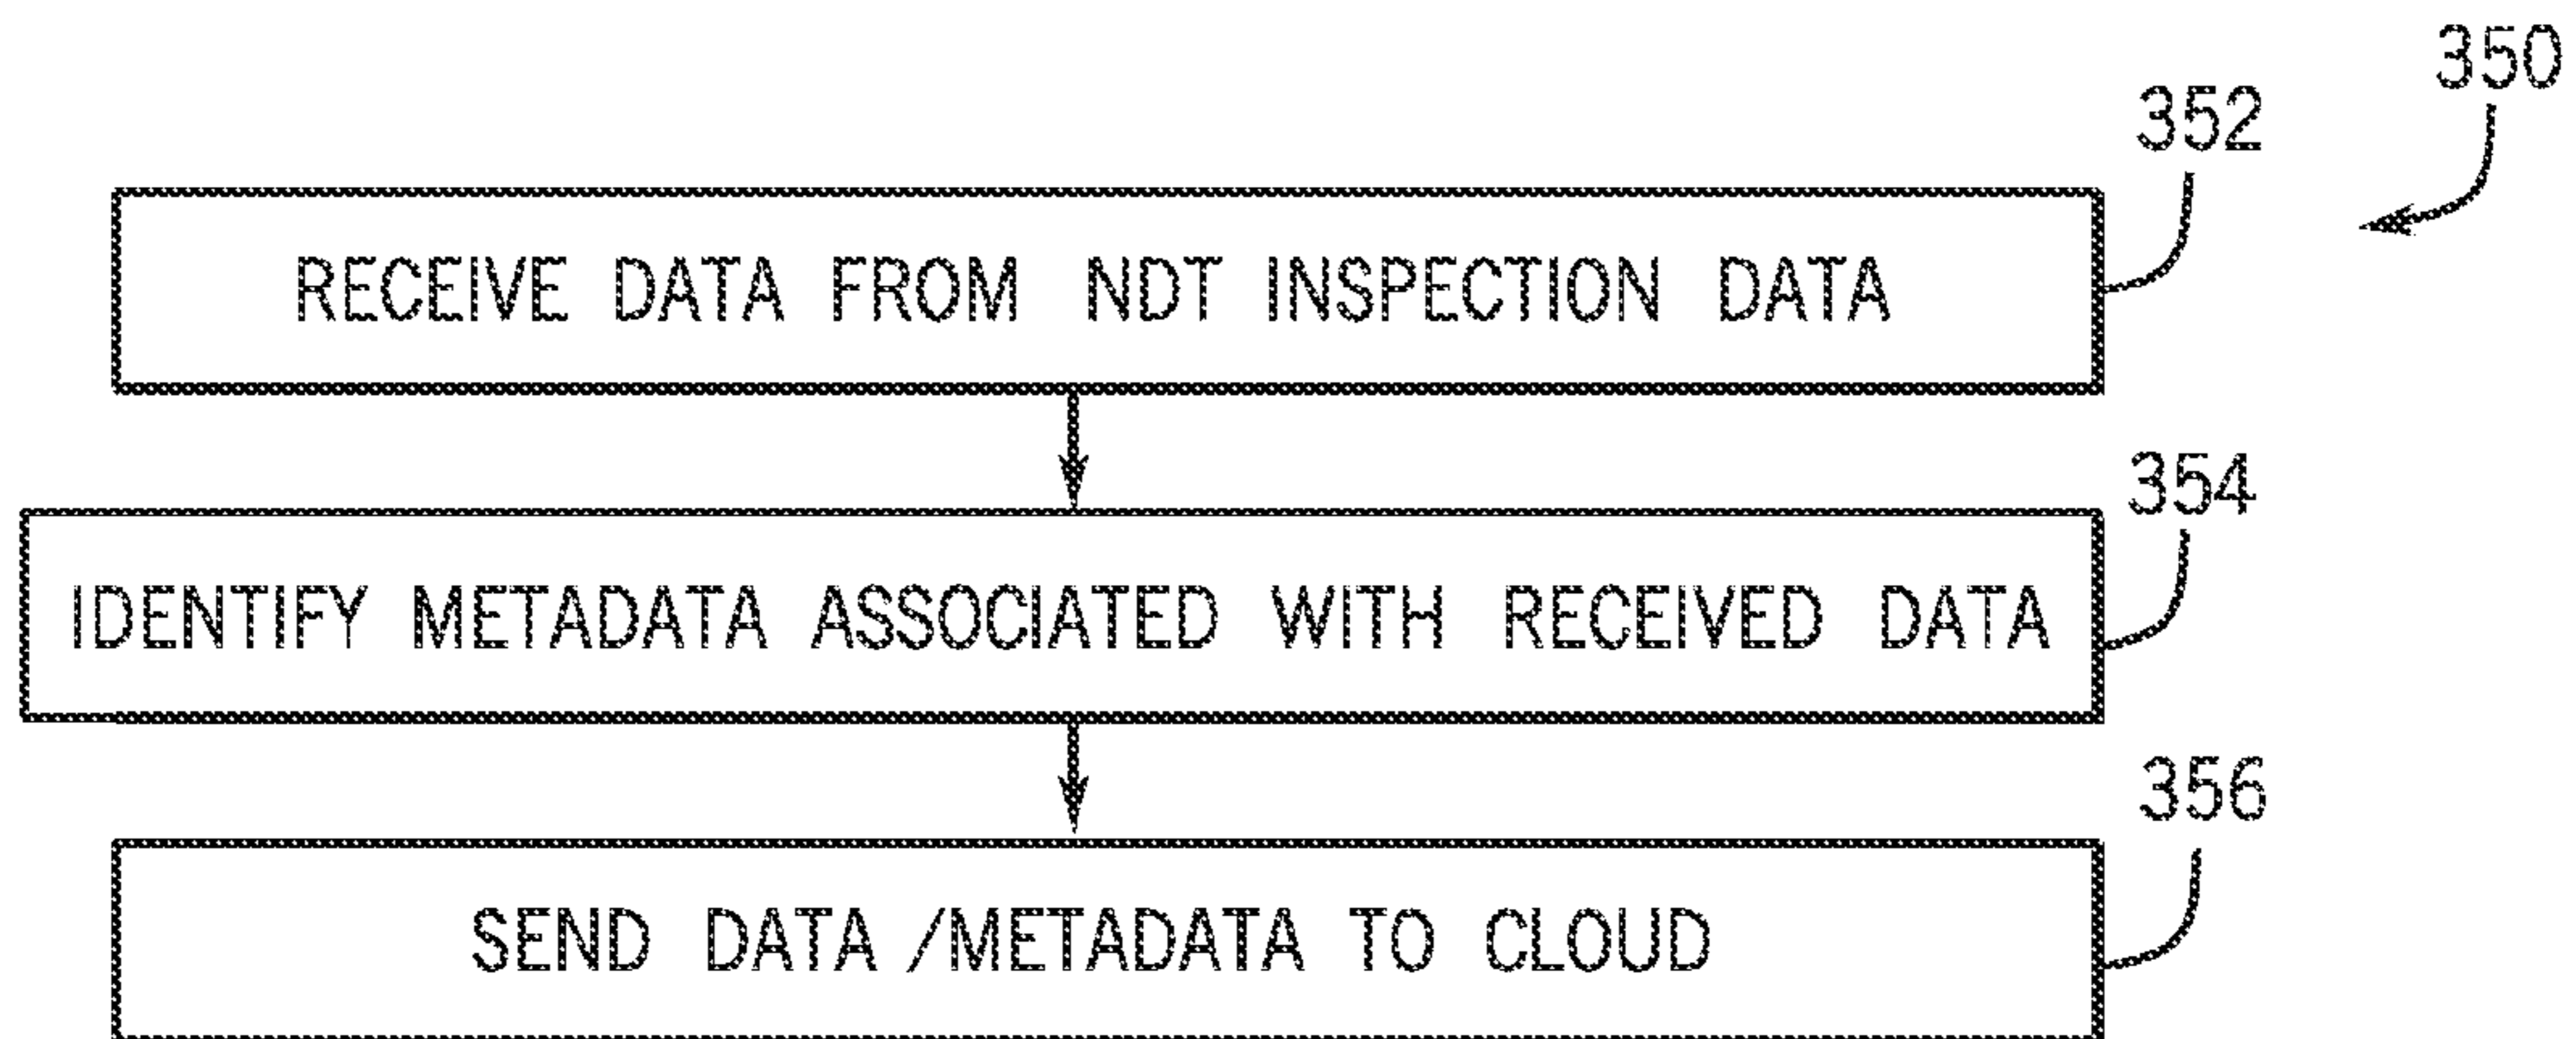 350
352
RECEIVE DATA FROM NDT INSPECTION DATA
354
IDENTIFY METADATA ASSOCIATED WITH RECEIVED DATA
356
SEND DATA /METADATA TO CLOUD